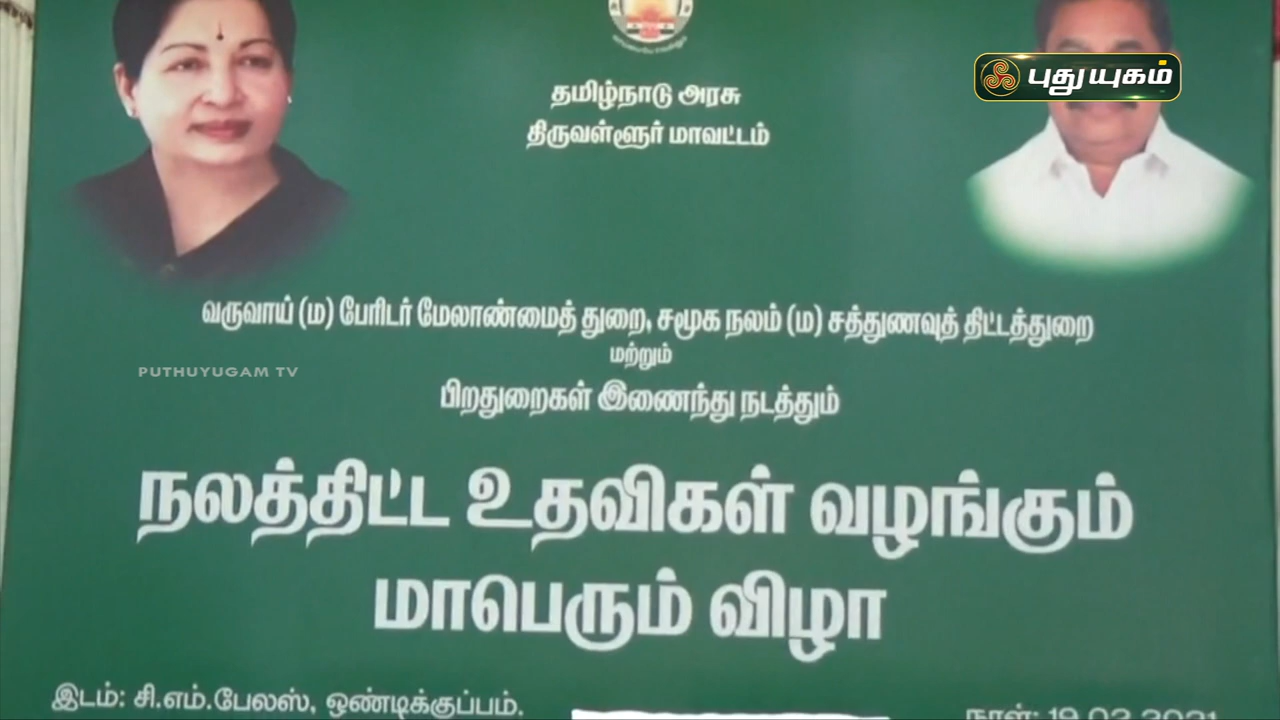 புதுயுகம்
தமிழ்நாடு அரசு
திருவள்ளூர் மாவட்டம்
வருவாய் (ம) பேரிடர் மேலாண்மைத் துறை, சமூக நலம் (ம) சத்துணவுத் திட்டத்துறை
மற்றும்
PUTHUYUGAM TV
பிறதுறைகள் இணைந்து நடத்தும்
நலத்திட்ட உதவிகள் வழங்கும்
மாபெரும் விழா
இடம்: சி.எம்.பேலஸ், ஒண்டிக்குப்பம்.
நாள்: